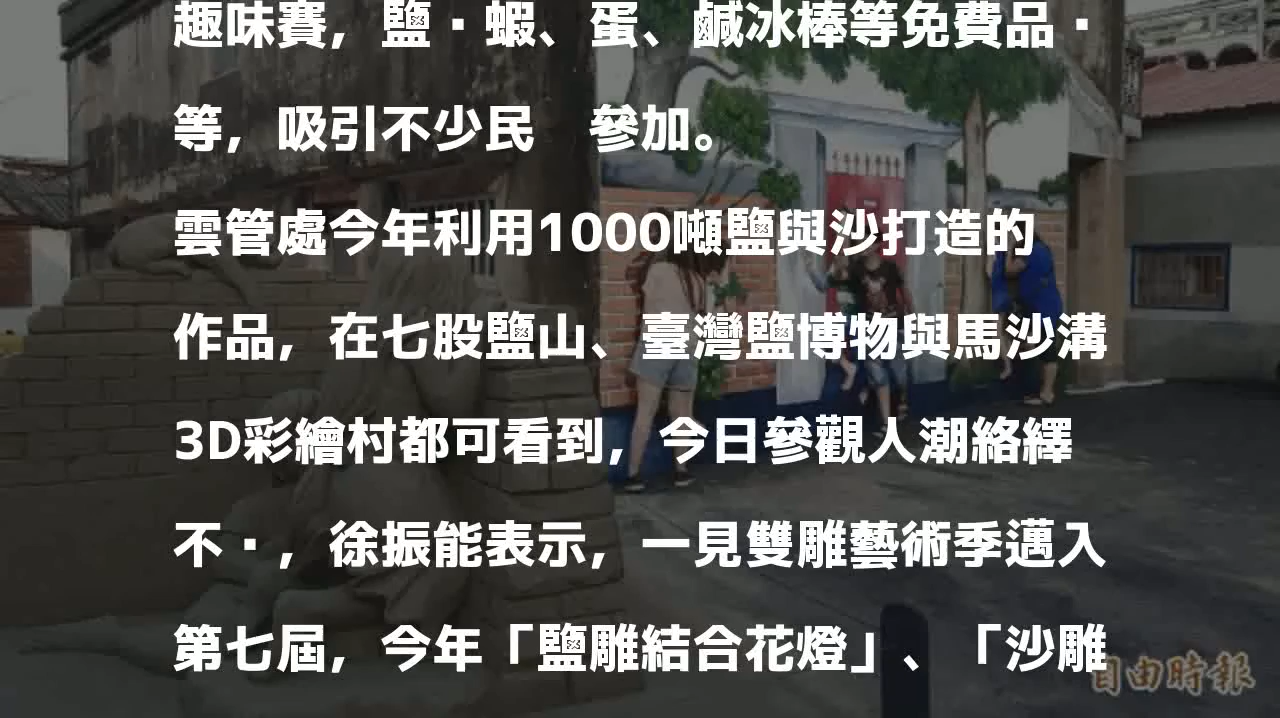 趣味賽，鹽·蝦、蛋、鹹冰棒等免費品·
等，吸引不少民　參加。
雲管處今年利用1000噸鹽與沙打造的
作品，在七股鹽山、臺灣鹽博物與馬沙溝
3D彩繪村都可看到，今日參觀人潮絡繹
不·，徐振能表示，一見雙雕藝術季邁入
第七屆，今年「鹽雕結合花燈」、「沙雕
自由時報